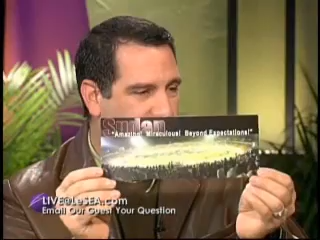 Sudan
"Amazing! Miraculous! Beyond Expectations!"
LIVE@LeSEA.com
Email Our Guest Your Question